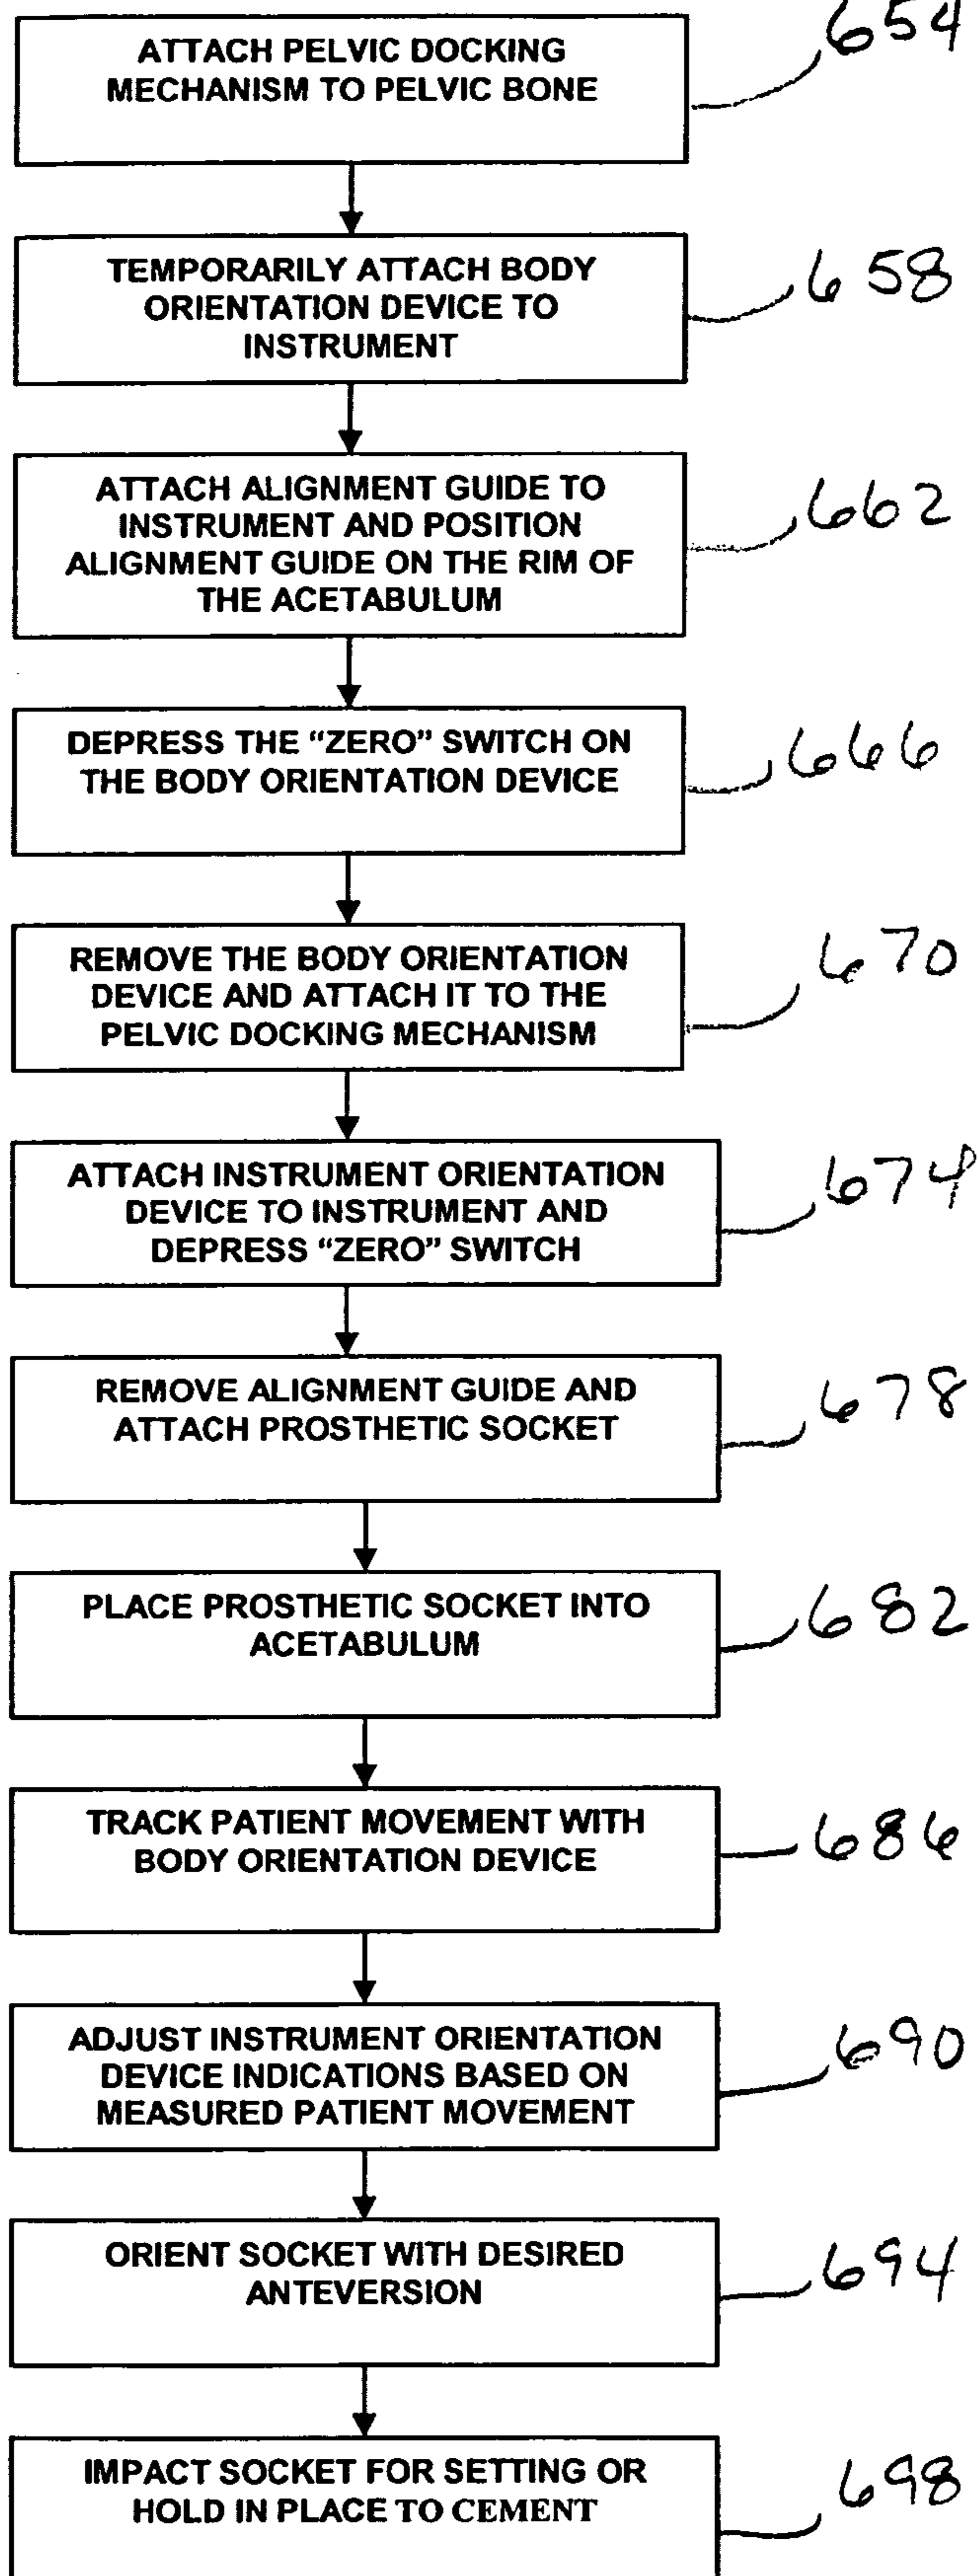 ATTACH PELVIC DOCKING
MECHANISM TO PELVIC BONE
654
TEMPORARILY ATTACH BODY
ORIENTATION DEVICE TO
INSTRUMENT
658
ATTACH ALIGNMENT GUIDE TO
INSTRUMENT AND POSITION
ALIGNMENT GUIDE ON THE RIM OF
THE ACETABULUM
662
DEPRESS THE “ZERO” SWITCH ON
THE BODY ORIENTATION DEVICE
666
REMOVE THE BODY ORIENTATION
DEVICE AND ATTACH IT TO THE
PELVIC DOCKING MECHANISM
670
ATTACH INSTRUMENT ORIENTATION
DEVICE TO INSTRUMENT AND
DEPRESS “ZERO” SWITCH
674
REMOVE ALIGNMENT GUIDE AND
ATTACH PROSTHETIC SOCKET
678
PLACE PROSTHETIC SOCKET INTO
ACETABULUM
682
TRACK PATIENT MOVEMENT WITH
BODY ORIENTATION DEVICE
686
ADJUST INSTRUMENT ORIENTATION
DEVICE INDICATIONS BASED ON
MEASURED PATIENT MOVEMENT
690
ORIENT SOCKET WITH DESIRED
ANTEVERSION
694
IMPACT SOCKET FOR SETTING OR
HOLD IN PLACE TO CEMENT
698